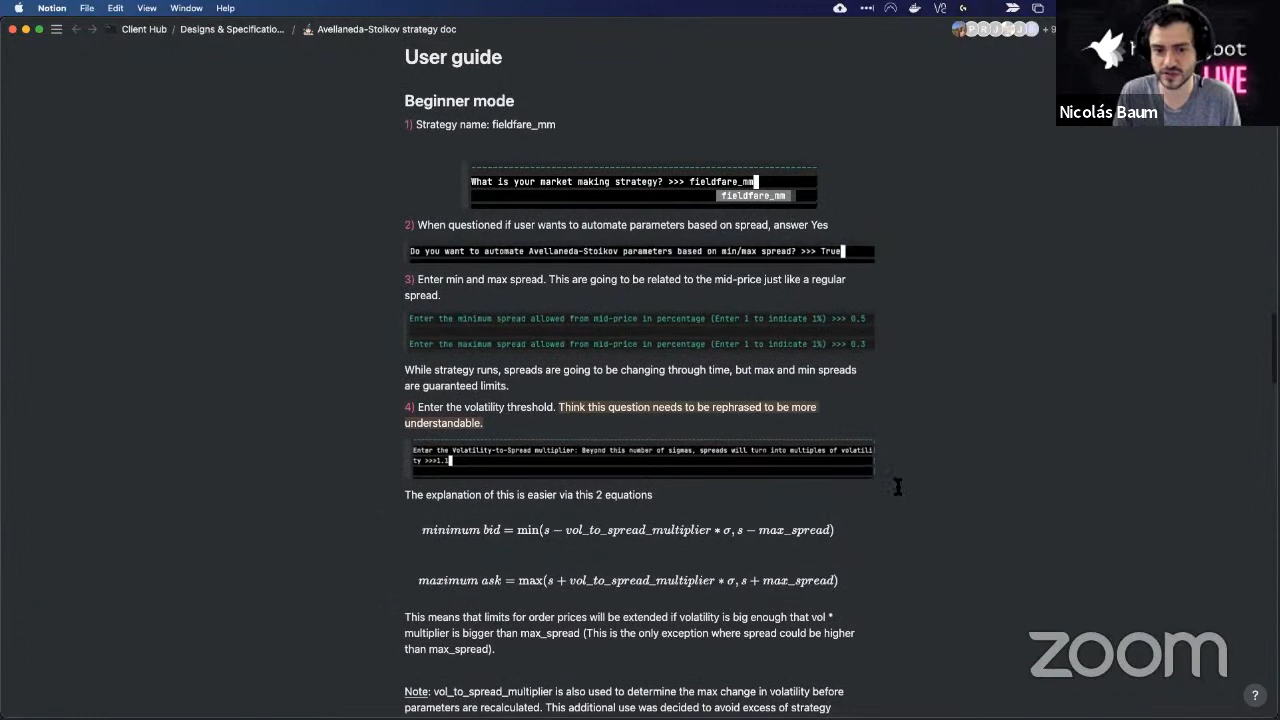 Notion File Edit View Window Help
Client Hub / Designs & Specificatio... / Avellaneda-Stoikov strategy doc
+ 9
User guide
Beginner mode
1) Strategy name: fieldfare_mm
What is your market making strategy? >>> fieldfare_mm
fieldfare_mm
2) When questioned if user wants to automate parameters based on spread, answer Yes
Do you want to automate Avellaneda-Stoikov parameters based on min/max spread? >>> True
3) Enter min and max spread. This are going to be related to the mid-price just like a regular
spread.
Enter the minimum spread allowed from mid-price in percentage (Enter 1 to indicate 1%) >>> 0.5
Enter the maximum spread allowed from mid-price in percentage (Enter 1 to indicate 1%) >>> 0.3
While strategy runs, spreads are going to be changing through time, but max and min spreads
are guaranteed limits.
4) Enter the volatility threshold. Think this question needs to be rephrased to be more
understandable.
Enter the Volatility-to-Spread multiplier: Beyond this number of sigmas, spreads will turn into multiples of volatili
ty >>>1.1
The explanation of this is easier via this 2 equations
minimum bid = min(s − vol_to_spread_multiplier ∗ σ, s − max_spread)
maximum ask = max(s + vol_to_spread_multiplier ∗ σ, s + max_spread)
This means that limits for order prices will be extended if volatility is big enough that vol *
multiplier is bigger than max_spread (This is the only exception where spread could be higher
than max_spread).
Note: vol_to_spread_multiplier is also used to determine the max change in volatility before
parameters are recalculated. This additional use was decided to avoid excess of strategy
LIVE
Nicolás Baum
zoom
?